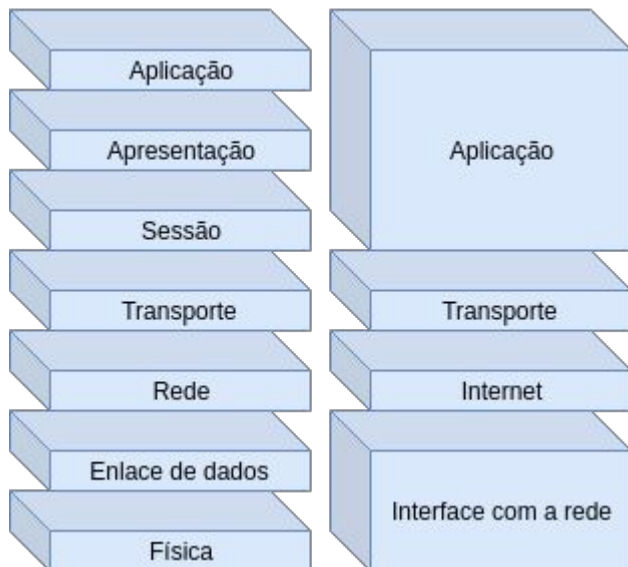 Aplicação
Apresentação
Sessão
Transporte
Rede
Enlace de dados
Física
Aplicação
Transporte
Internet
Interface com a rede